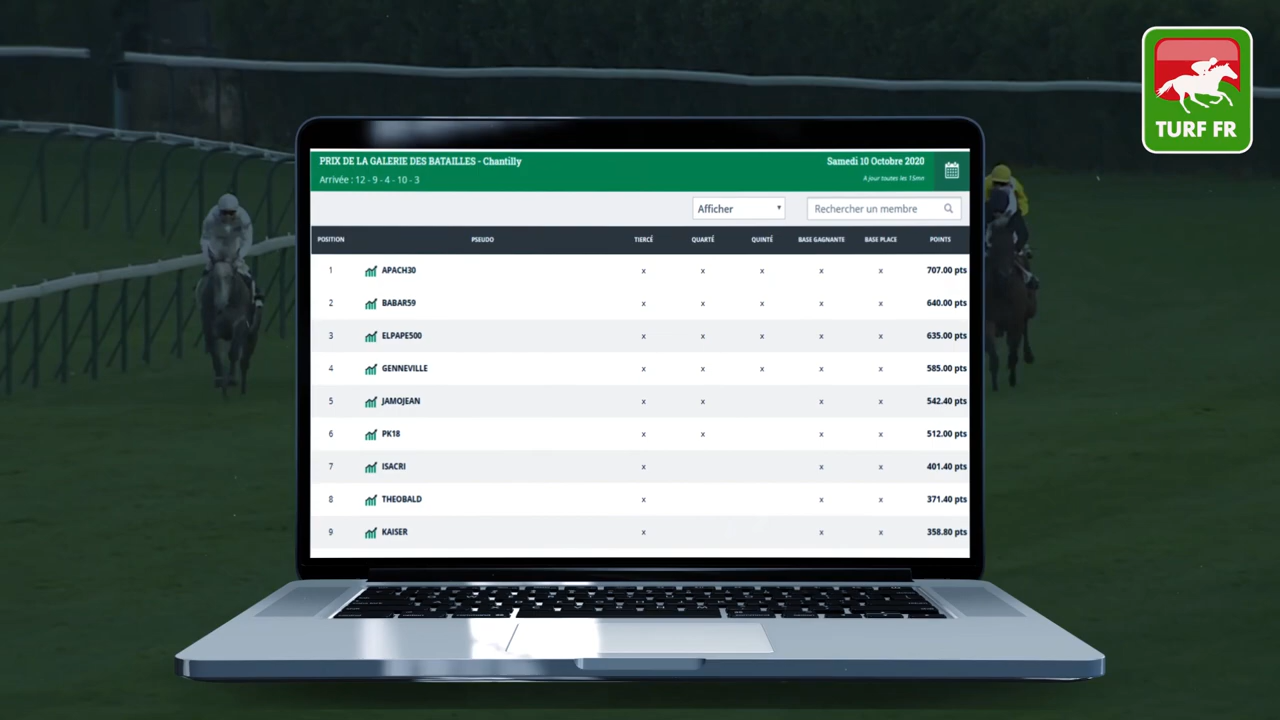 TURF FR
PRIX DE LA GALERIE DES BATAILLES - Chantilly
Samedi 10 Octobre 2020
Arrivée : 12 - 9 - 4 - 10 - 3
A jour toutes les 15mn
Afficher
Rechercher un membre
POSITION PSEUDO TIERCÉ QUARTÉ QUINTÉ BASE GAGNANTE BASE PLACE POINTS
1 APACH30 x x x x x 707.00 pts
2 BABAR59 x x x x x 640.00 pts
3 ELPAPE500 x x x x x 635.00 pts
4 GENNEVILLE x x x x x 585.00 pts
5 JAMOJEAN x x x x 542.40 pts
6 PK18 x x x x 512.00 pts
7 ISACRI x x x 401.40 pts
8 THEOBALD x x x 371.40 pts
9 KAISER x x x 358.80 pts